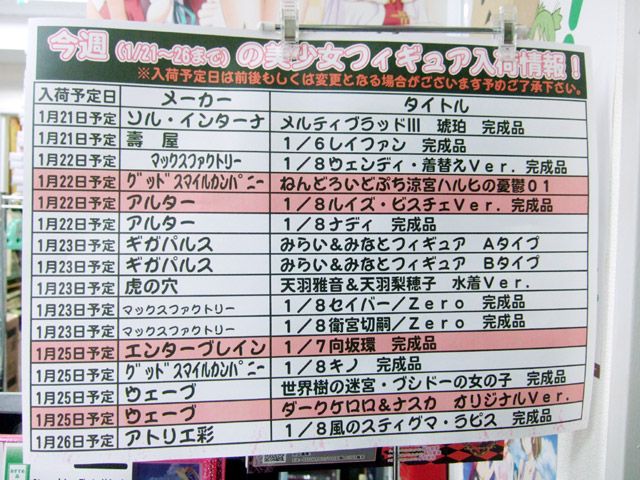 今週(1/21～26まで)の美少女フィギュア入荷情報!
※入荷予定日は前後もしくは変更となる場合がございます予めご了承下さい。
入荷予定日 メーカー タイトル
1月21日予定 ソル・インターナ メルティブラッドⅢ 琥珀 完成品
1月21日予定 壽 屋 1/6レイファン 完成品
1月22日予定 マックスファクトリー 1/8ウェンディ・着替えVer. 完成品
1月22日予定 グッドスマイルカンパニー ねんどろいどぷち涼宮ハルヒの憂鬱01
1月22日予定 アルター 1/8ルイズ・ビスチェVer. 完成品
1月22日予定 アルター 1/8ナディ 完成品
1月23日予定 ギガパルス みらい&みなとフィギュア Aタイプ
1月23日予定 ギガパルス みらい&みなとフィギュア Bタイプ
1月23日予定 虎の穴 天羽雅音&天羽梨穂子 水着Ver.
1月23日予定 マックスファクトリー 1/8セイバー/Zero 完成品
1月23日予定 マックスファクトリー 1/8衛宮切嗣/Zero 完成品
1月25日予定 エンターブレイン 1/7向坂環 完成品
1月25日予定 グッドスマイルカンパニー 1/8キノ 完成品
1月25日予定 ウェーブ 世界樹の迷宮・ブシドーの女の子 完成品
1月25日予定 ウェーブ ダークケロロ&ナスカ オリジナルVer.
1月26日予定 アトリエ彩 1/8風のスティグマ・ラピス 完成品